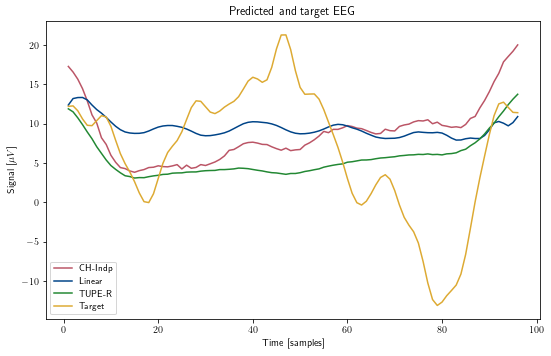 Predicted and target EEG
Signal [μV]
20
15
10
5
0
−5
−10
0
20
40
60
80
100
Time [samples]
CH-Indp
Linear
TUPE-R
Target